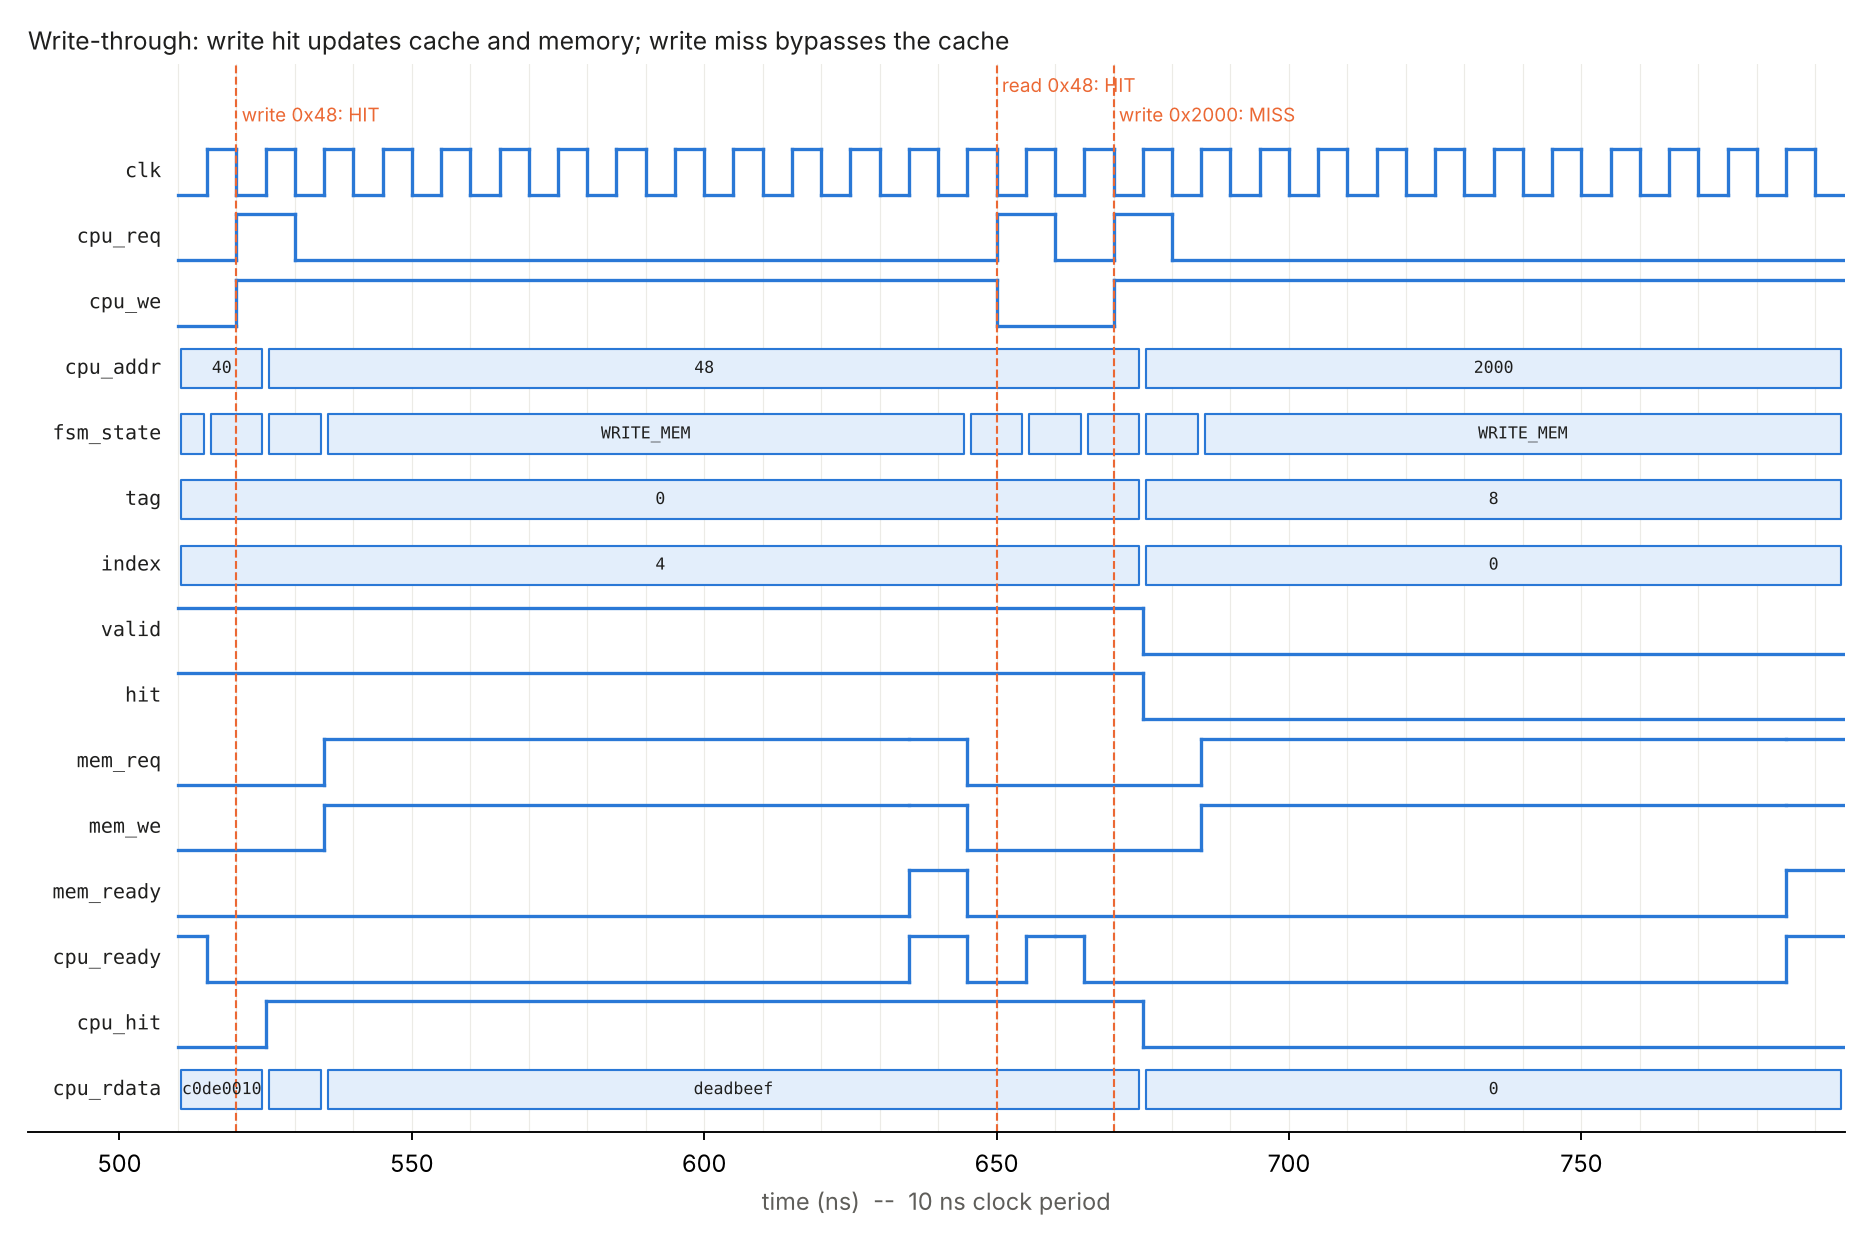 Write-through: write hit updates cache and memory; write miss bypasses the cache
read 0x48: HIT
write 0x48: HIT
write 0x2000: MISS
clk
cpu_req
cpu_we
cpu_addr 40 48 2000
fsm_state WRITE_MEM WRITE_MEM
tag 0 8
index 4 0
valid
hit
mem_req
mem_we
mem_ready
cpu_ready
cpu_hit
cpu_rdata c0de0010 deadbeef 0
500 550 600 650 700 750
time (ns) -- 10 ns clock period